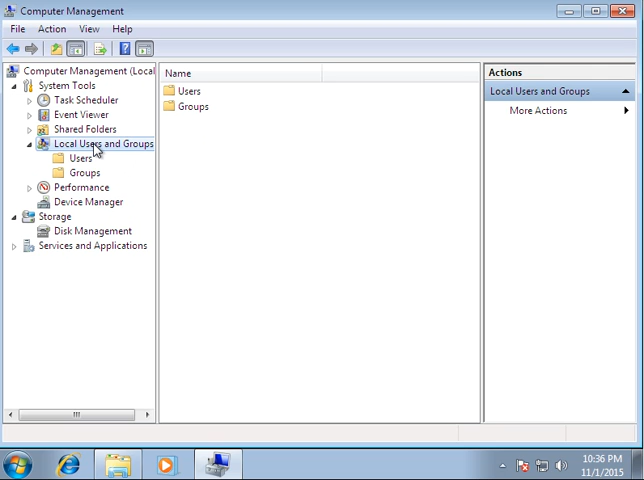 Computer Management
File Action View Help
Computer Management (Local
System Tools
Task Scheduler
Event Viewer
Shared Folders
Local Users and Groups
Users
Groups
Performance
Device Manager
Storage
Disk Management
Services and Applications
Name
Users
Groups
Actions
Local Users and Groups
More Actions
10:36 PM
11/1/2015